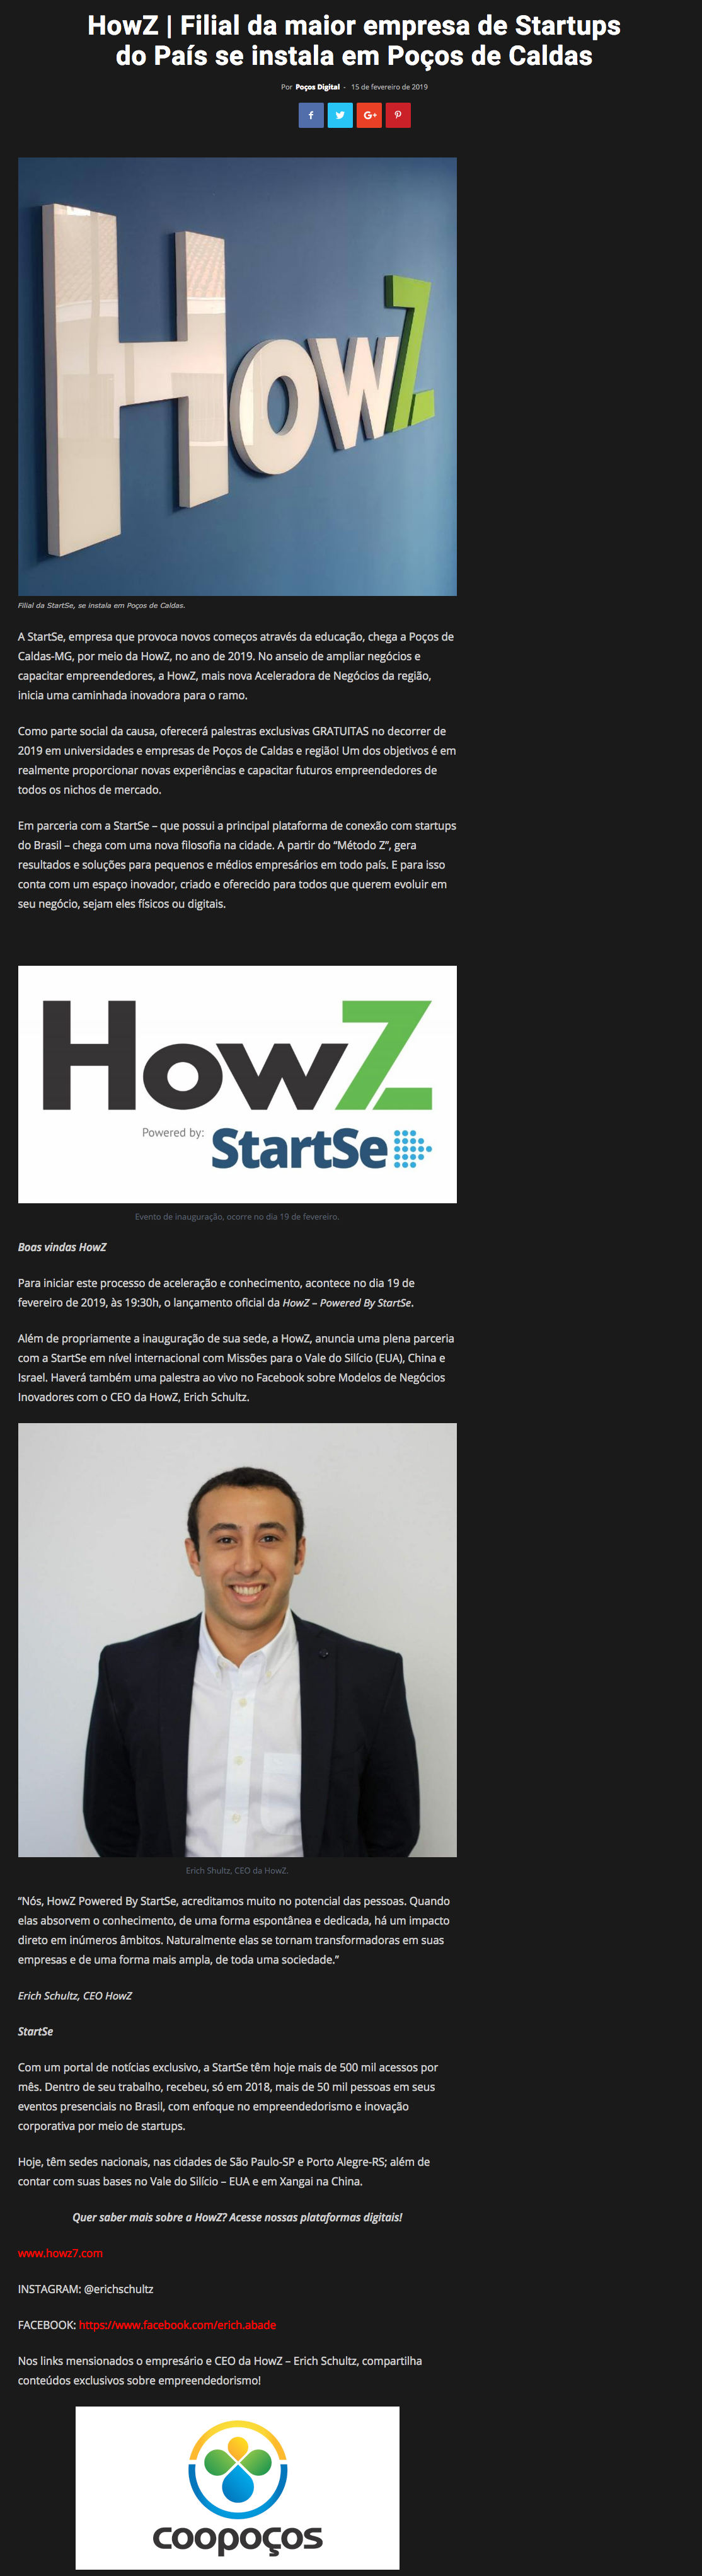 HowZ | Filial da maior empresa de Startups
do País se instala em Poços de Caldas
Por Poços Digital - 15 de fevereiro de 2019
HowZ
Filial da StartSe, se instala em Poços de Caldas.
A StartSe, empresa que provoca novos começos através da educação, chega a Poços de
Caldas-MG, por meio da HowZ, no ano de 2019. No anseio de ampliar negócios e
capacitar empreendedores, a HowZ, mais nova Aceleradora de Negócios da região,
inicia uma caminhada inovadora para o ramo.
Como parte social da causa, oferecerá palestras exclusivas GRATUITAS no decorrer de
2019 em universidades e empresas de Poços de Caldas e região! Um dos objetivos é em
realmente proporcionar novas experiências e capacitar futuros empreendedores de
todos os nichos de mercado.
Em parceria com a StartSe – que possui a principal plataforma de conexão com startups
do Brasil – chega com uma nova filosofia na cidade. A partir do “Método Z”, gera
resultados e soluções para pequenos e médios empresários em todo país. E para isso
conta com um espaço inovador, criado e oferecido para todos que querem evoluir em
seu negócio, sejam eles físicos ou digitais.
HowZ
Powered by: StartSe
Evento de inauguração, ocorre no dia 19 de fevereiro.
Boas vindas HowZ
Para iniciar este processo de aceleração e conhecimento, acontece no dia 19 de
fevereiro de 2019, às 19:30h, o lançamento oficial da HowZ – Powered By StartSe.
Além de propriamente a inauguração de sua sede, a HowZ, anuncia uma plena parceria
com a StartSe em nível internacional com Missões para o Vale do Silício (EUA), China e
Israel. Haverá também uma palestra ao vivo no Facebook sobre Modelos de Negócios
Inovadores com o CEO da HowZ, Erich Schultz.
Erich Shultz, CEO da HowZ.
“Nós, HowZ Powered By StartSe, acreditamos muito no potencial das pessoas. Quando
elas absorvem o conhecimento, de uma forma espontânea e dedicada, há um impacto
direto em inúmeros âmbitos. Naturalmente elas se tornam transformadoras em suas
empresas e de uma forma mais ampla, de toda uma sociedade.”
Erich Schultz, CEO HowZ
StartSe
Com um portal de notícias exclusivo, a StartSe têm hoje mais de 500 mil acessos por
mês. Dentro de seu trabalho, recebeu, só em 2018, mais de 50 mil pessoas em seus
eventos presenciais no Brasil, com enfoque no empreendedorismo e inovação
corporativa por meio de startups.
Hoje, têm sedes nacionais, nas cidades de São Paulo-SP e Porto Alegre-RS; além de
contar com suas bases no Vale do Silício – EUA e em Xangai na China.
Quer saber mais sobre a HowZ? Acesse nossas plataformas digitais!
www.howz7.com
INSTAGRAM: @erichschultz
FACEBOOK: https://www.facebook.com/erich.abade
Nos links mensionados o empresário e CEO da HowZ – Erich Schultz, compartilha
conteúdos exclusivos sobre empreendedorismo!
coopoços